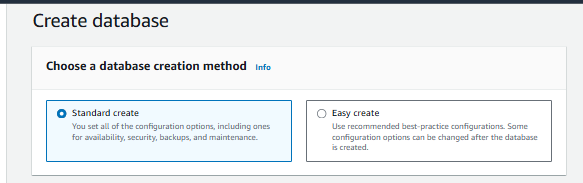 Create database
Choose a database creation method Info
Standard create
You set all of the configuration options, including ones
for availability, security, backups, and maintenance.
Easy create
Use recommended best-practice configurations. Some
configuration options can be changed after the database
is created.